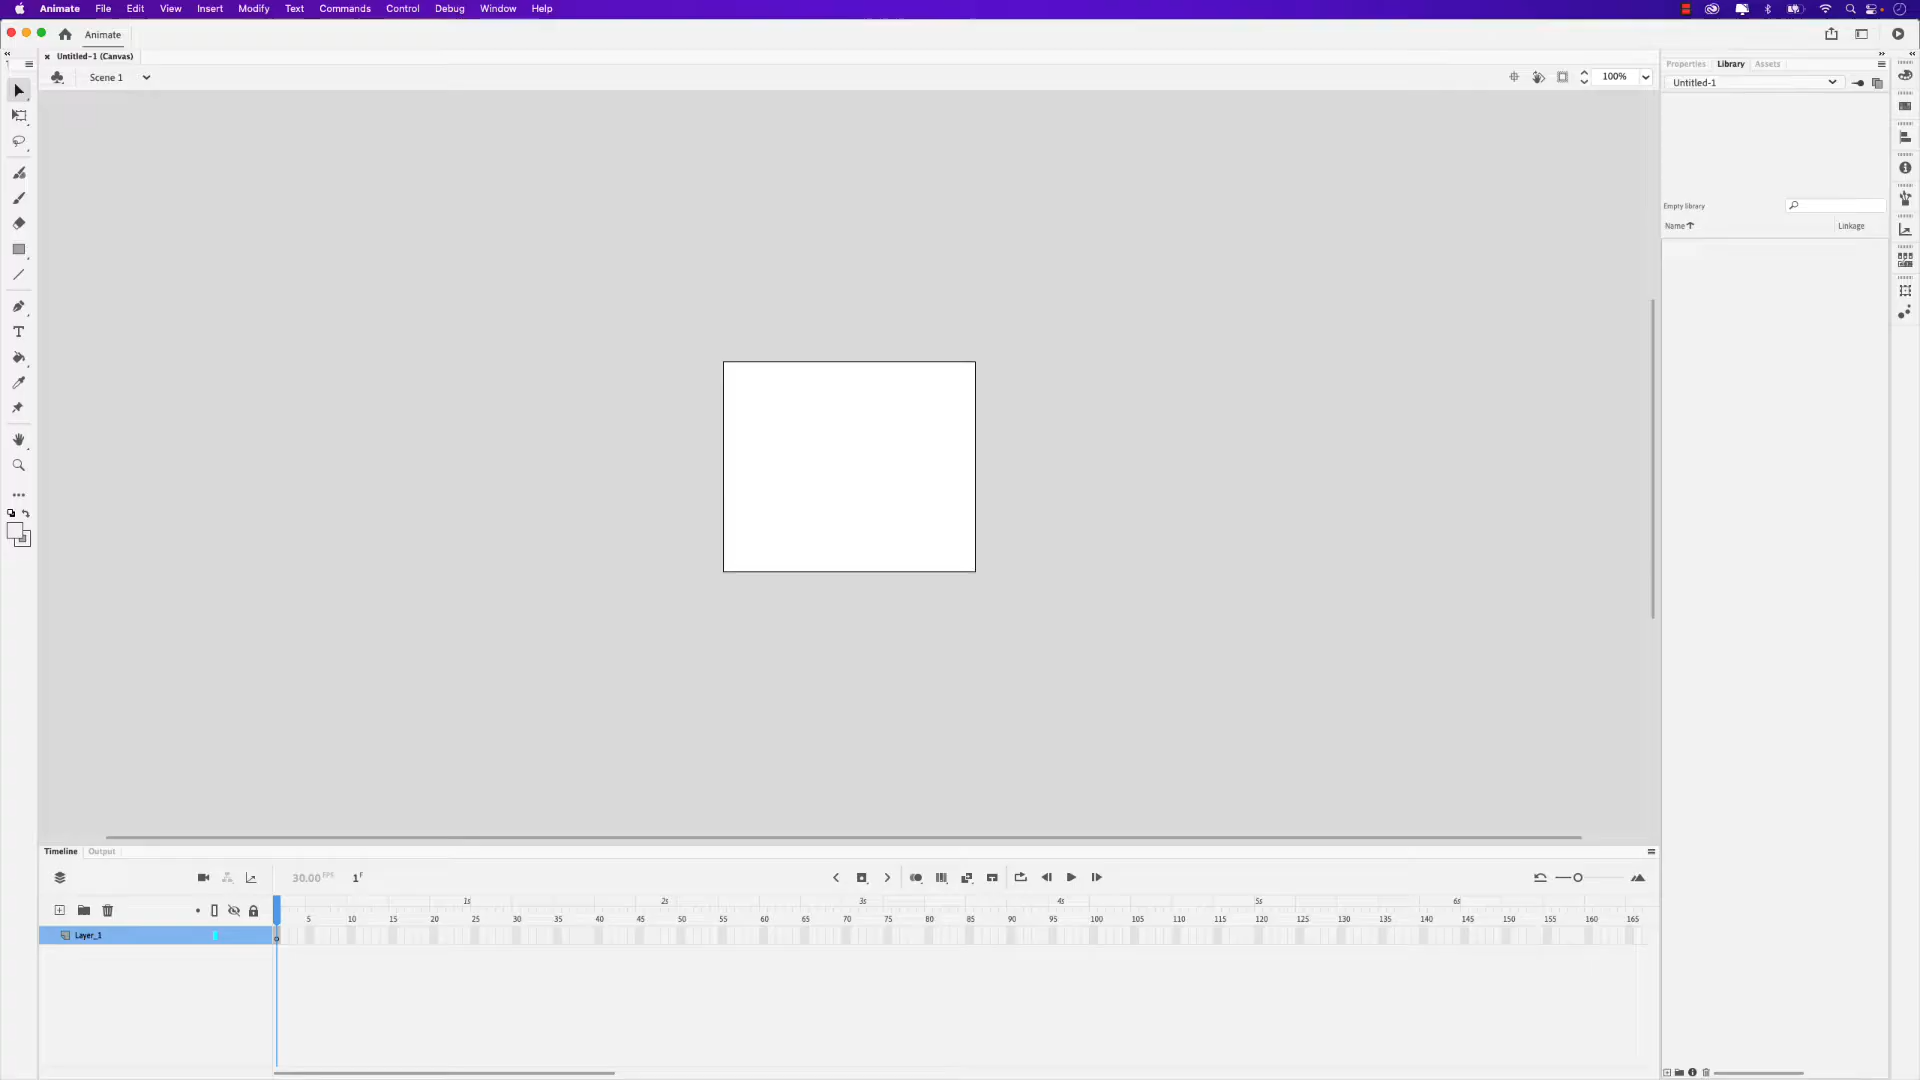 Animate File Edit View Insert Modify Text Commands Control Debug Window Help
Animate
Untitled-1 (Canvas)
Scene 1
100%
Properties Library Assets
Untitled-1
Empty library
Name Linkage
Timeline Output
30.00 FPS 1 F
1s 2s 3s 4s 5s 6s
5 10 15 20 25 30 35 40 45 50 55 60 65 70 75 80 85 90 95 100 105 110 115 120 125 130 135 140 145 150 155 160 165
Layer_1